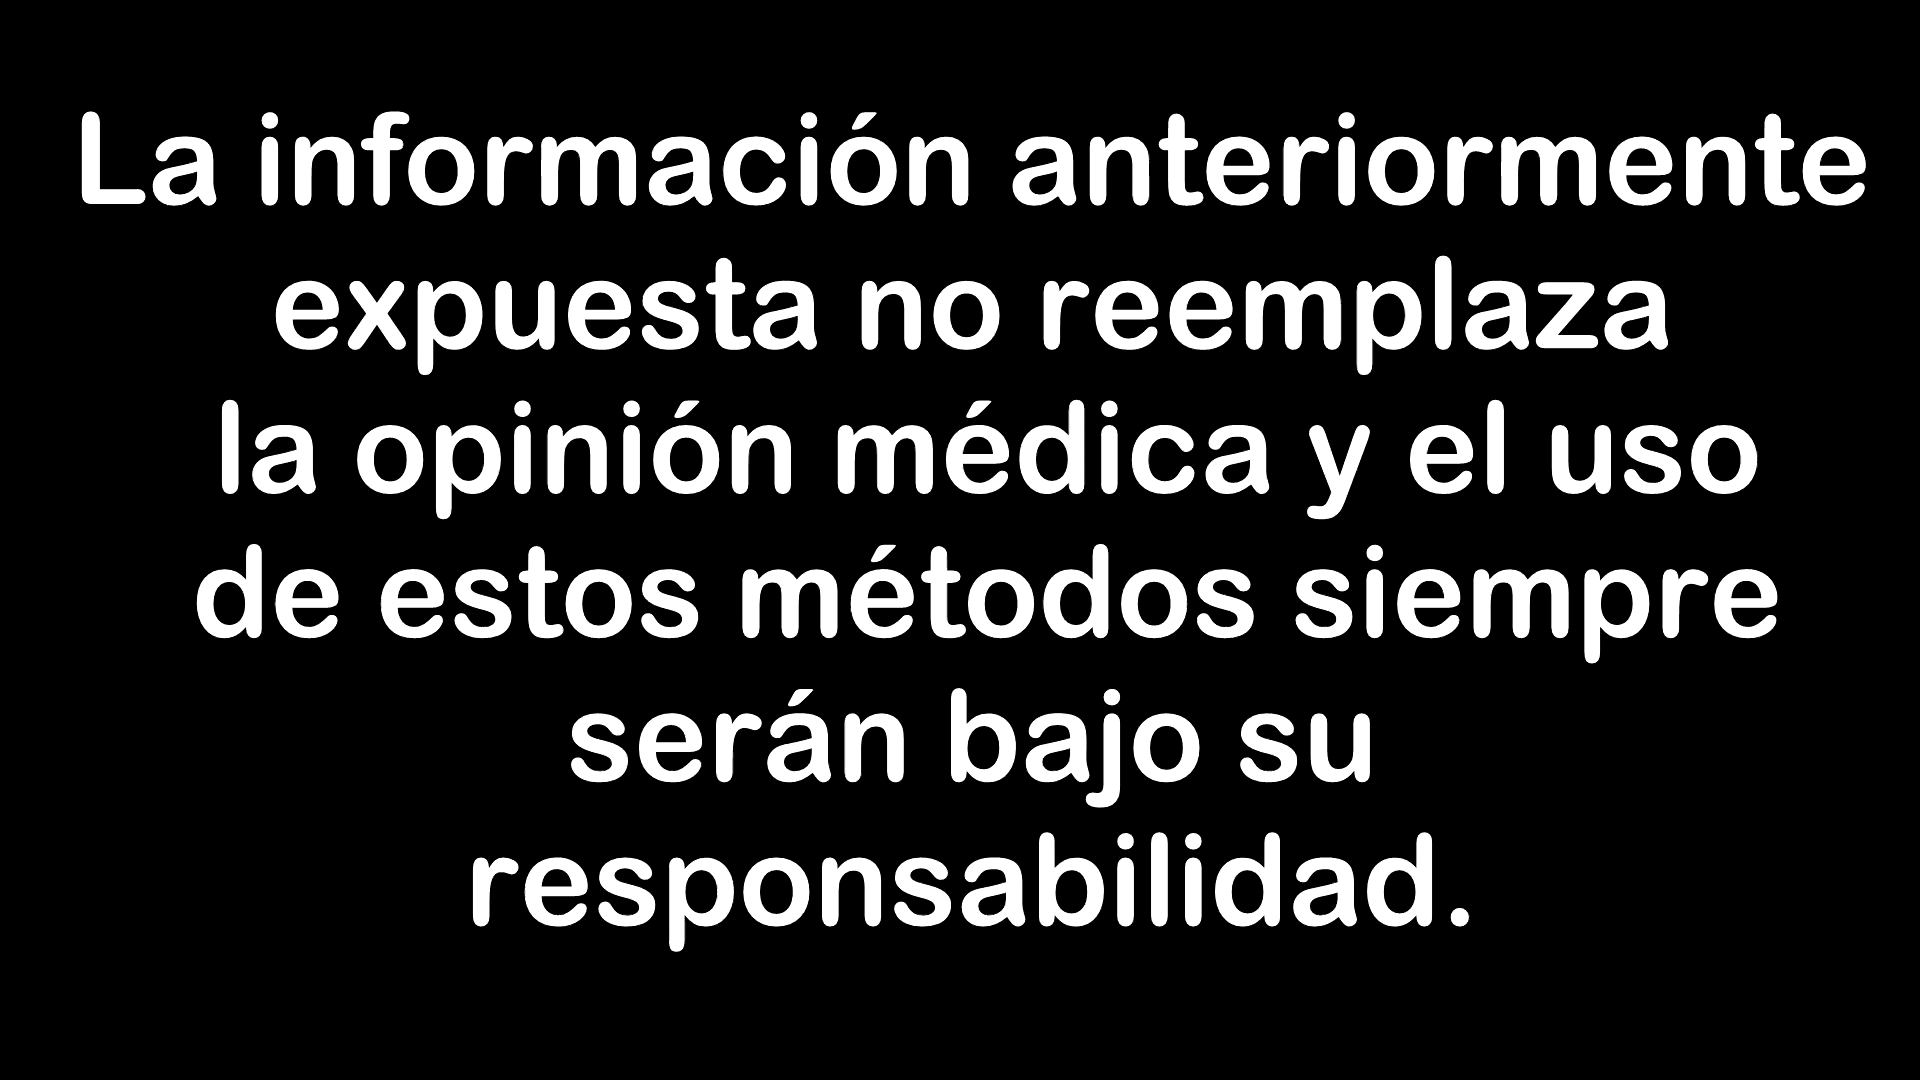 La información anteriormente
expuesta no reemplaza
la opinión médica y el uso
de estos métodos siempre
serán bajo su
responsabilidad.